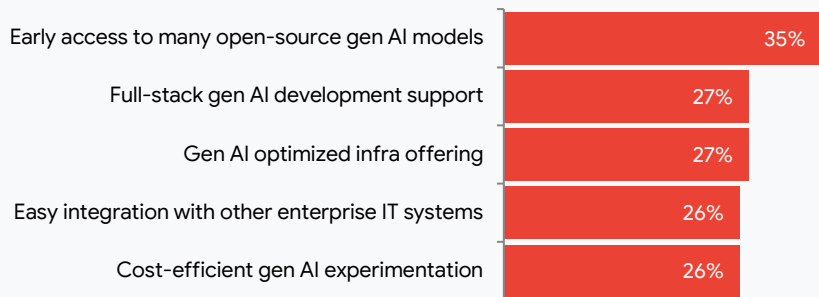 Early access to many open-source gen AI models 35%
Full-stack gen AI development support 27%
Gen AI optimized infra offering 27%
Easy integration with other enterprise IT systems 26%
Cost-efficient gen AI experimentation 26%